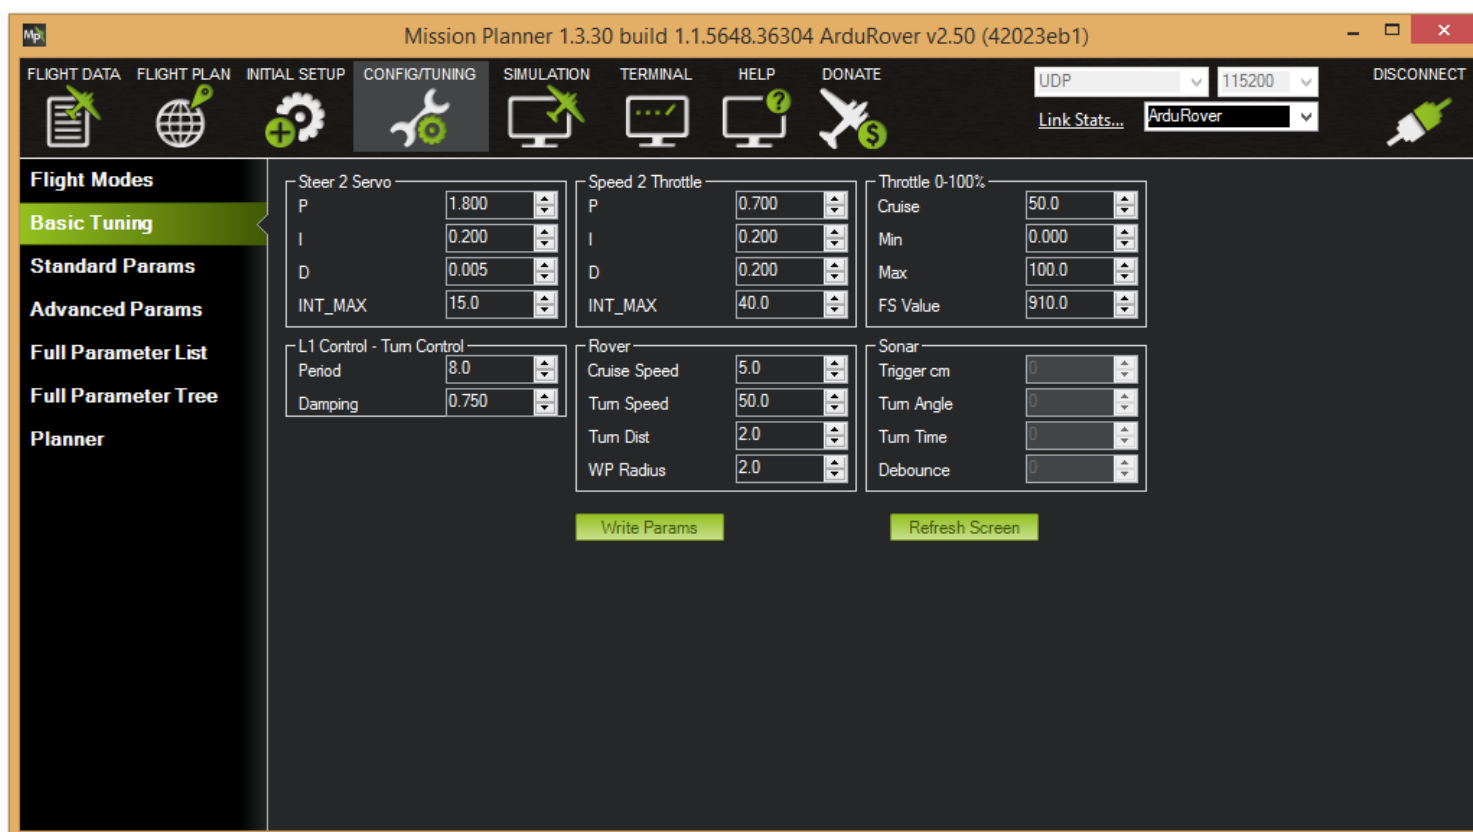 Mp
Mission Planner 1.3.30 build 1.1.5648.36304 ArduRover v2.50 (42023eb1)
FLIGHT DATA FLIGHT PLAN INITIAL SETUP CONFIG/TUNING SIMULATION TERMINAL HELP DONATE
UDP 115200
DISCONNECT
Link Stats... ArduRover
Flight Modes
Basic Tuning
Standard Params
Advanced Params
Full Parameter List
Full Parameter Tree
Planner
Steer 2 Servo
P 1.800
I 0.200
D 0.005
INT_MAX 15.0
Speed 2 Throttle
P 0.700
I 0.200
D 0.200
INT_MAX 40.0
Throttle 0-100%
Cruise 50.0
Min 0.000
Max 100.0
FS Value 910.0
L1 Control - Turn Control
Period 8.0
Damping 0.750
Rover
Cruise Speed 5.0
Turn Speed 50.0
Turn Dist 2.0
WP Radius 2.0
Sonar
Trigger cm 0
Turn Angle 0
Turn Time 0
Debounce 0
Write Params
Refresh Screen